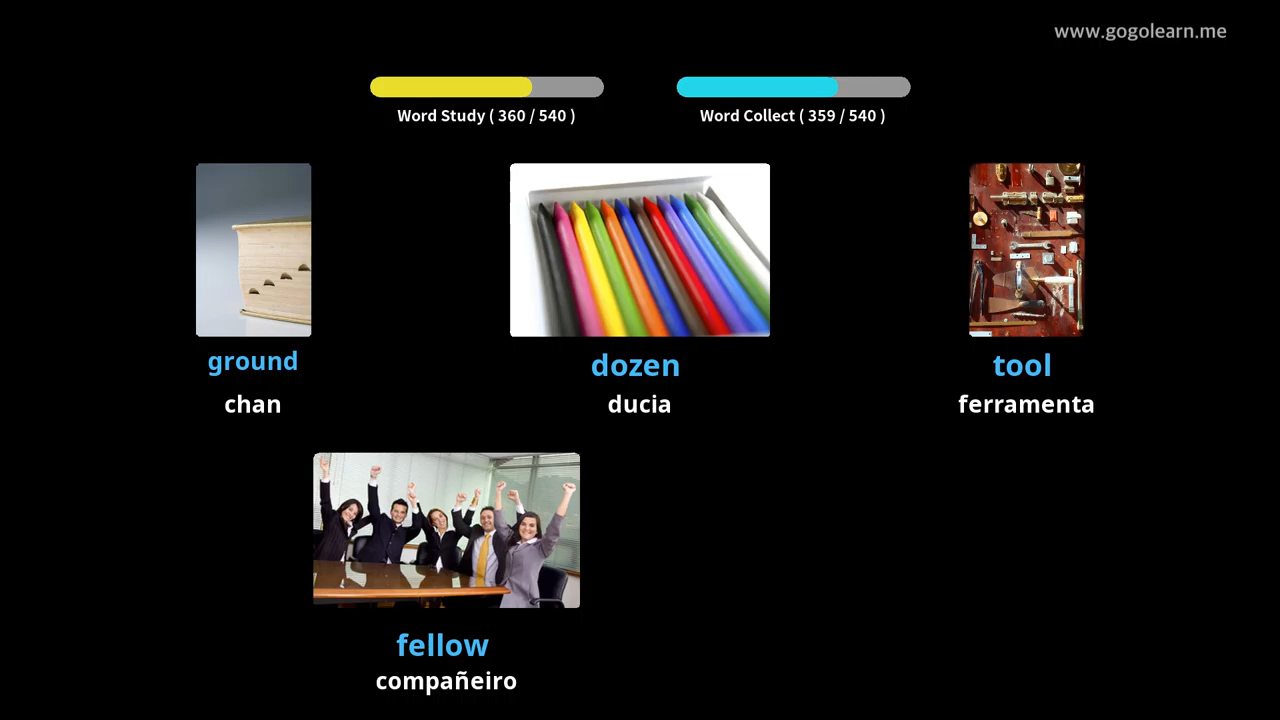 www.gogolearn.me
Word Study ( 360 / 540 )
Word Collect ( 359 / 540 )
ground
dozen
tool
chan
ducia
ferramenta
fellow
compañeiro